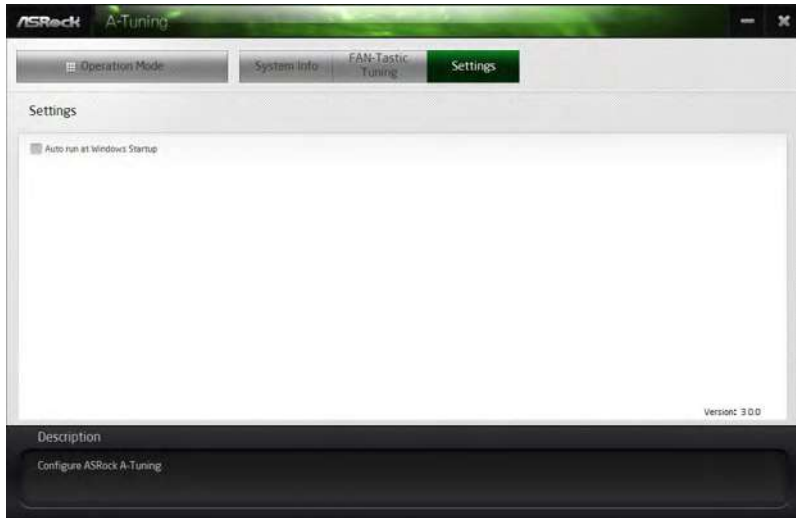 ASRock A-Tuning
Operation Mode
System Info
FAN-Tastic
Tuning
Settings
Settings
Auto run at Windows Startup
Version: 3.0.0
Description
Configure ASRock A-Tuning